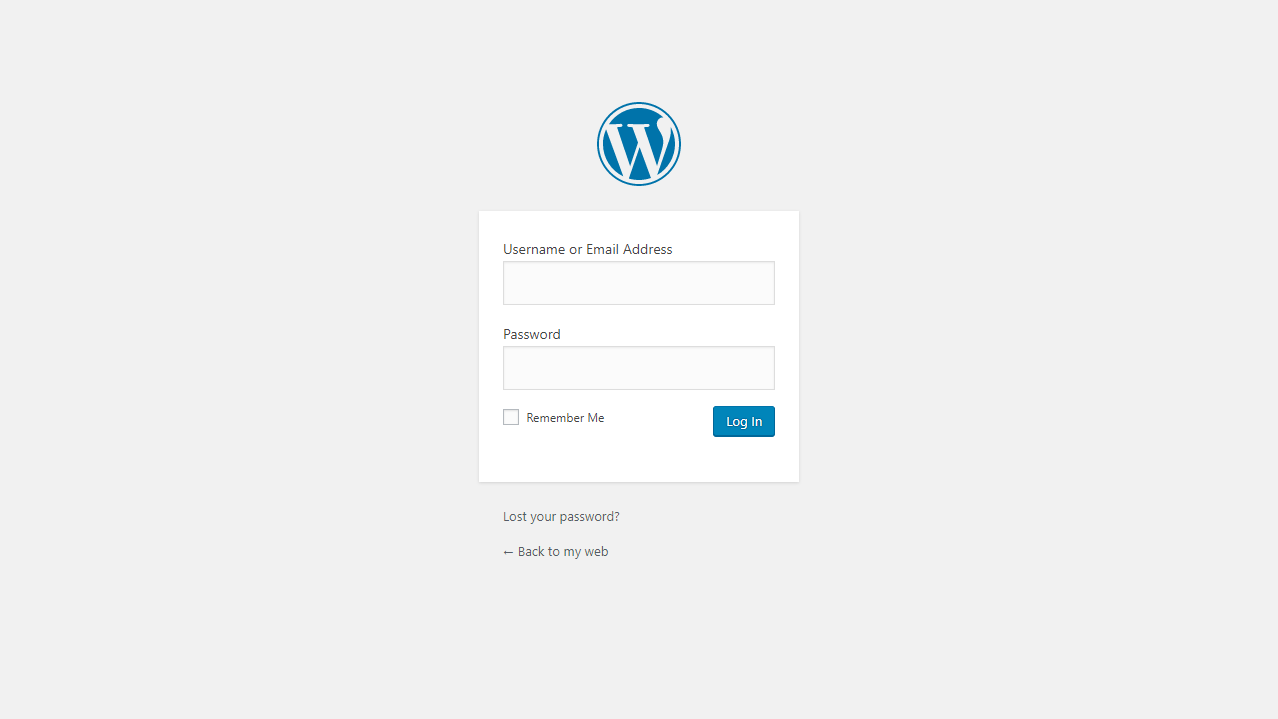 Username or Email Address
Password
Remember Me
Log In
Lost your password?
← Back to my web